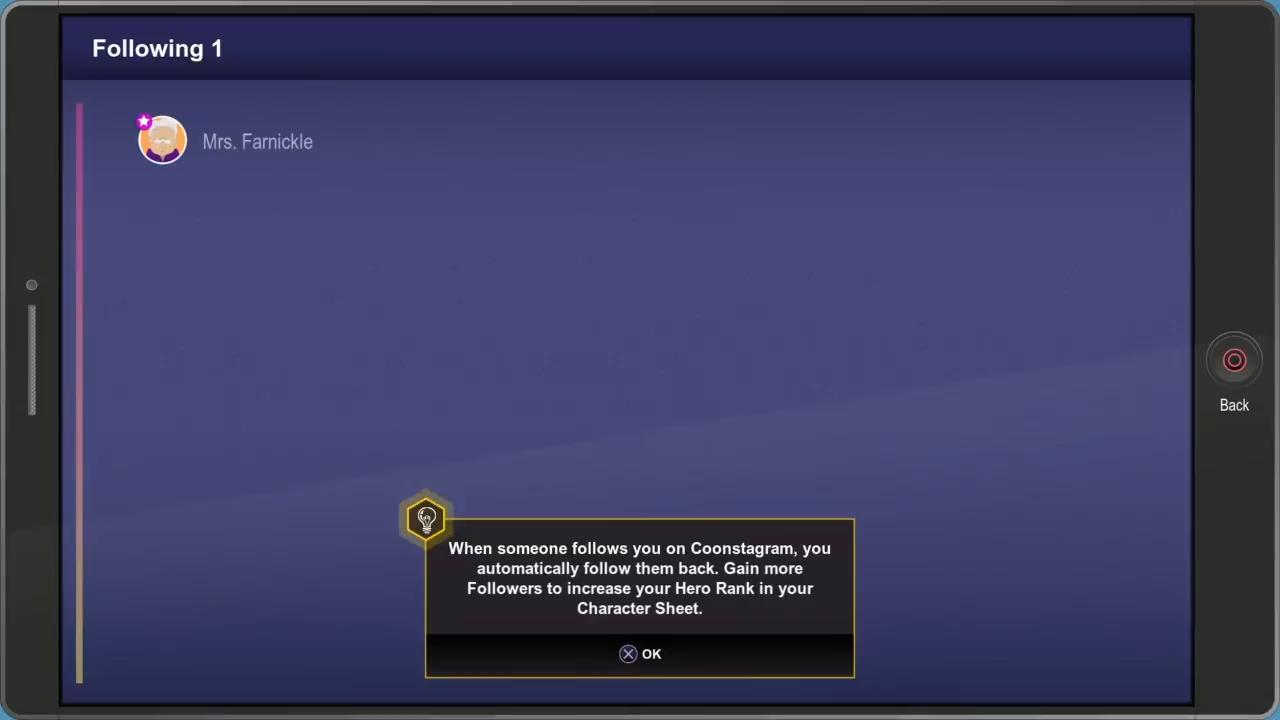 Following 1
Mrs. Farnickle
Back
When someone follows you on Coonstagram, you
automatically follow them back. Gain more
Followers to increase your Hero Rank in your
Character Sheet.
OK